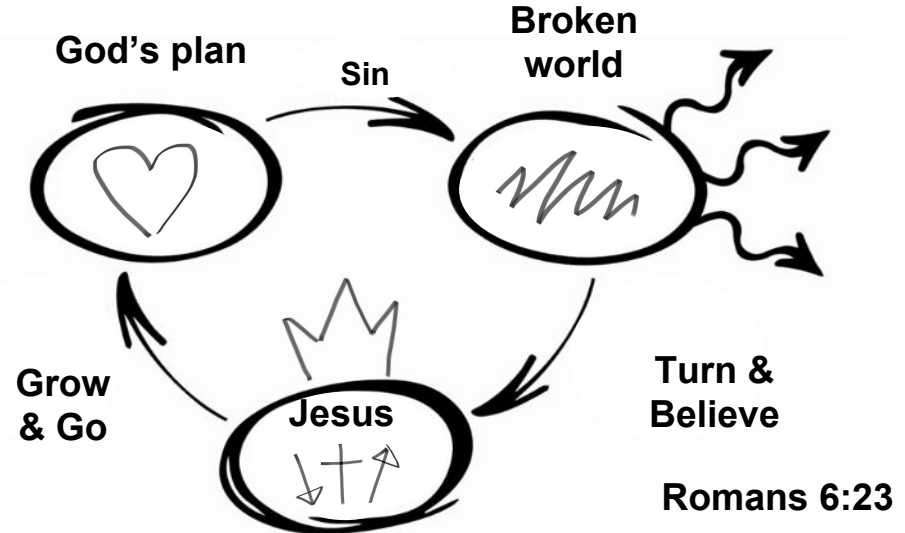 God’s plan
Sin
Broken
world
Grow
& Go
Jesus
Turn &
Believe
Romans 6:23